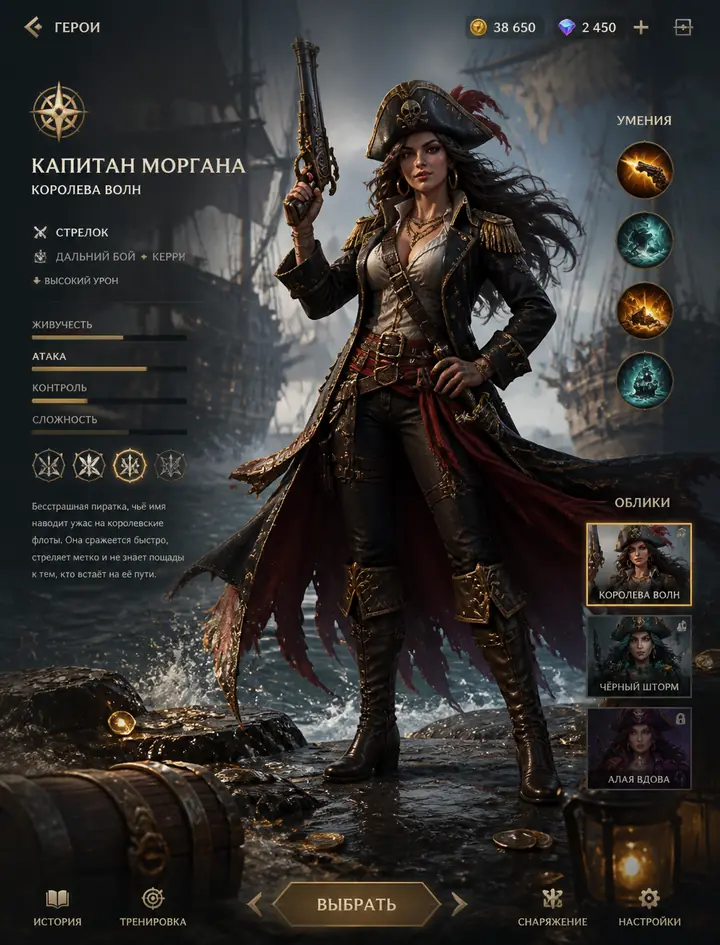 ГЕРОИ
38 650
2 450
КАПИТАН МОРГАНА
КОРОЛЕВА ВОЛН
СТРЕЛОК
ДАЛЬНИЙ БОЙ + КЕРРИ
ВЫСОКИЙ УРОН
ЖИВУЧЕСТЬ
АТАКА
КОНТРОЛЬ
СЛОЖНОСТЬ
Бесстрашная пиратка, чьё имя
наводит ужас на королевские
флоты. Она сражается быстро,
стреляет метко и не знает пощады
к тем, кто встаёт на её пути.
УМЕНИЯ
ОБЛИКИ
КОРОЛЕВА ВОЛН
ЧЁРНЫЙ ШТОРМ
АЛАЯ ВДОВА
ИСТОРИЯ
ТРЕНИРОВКА
ВЫБРАТЬ
СНАРЯЖЕНИЕ
НАСТРОЙКИ